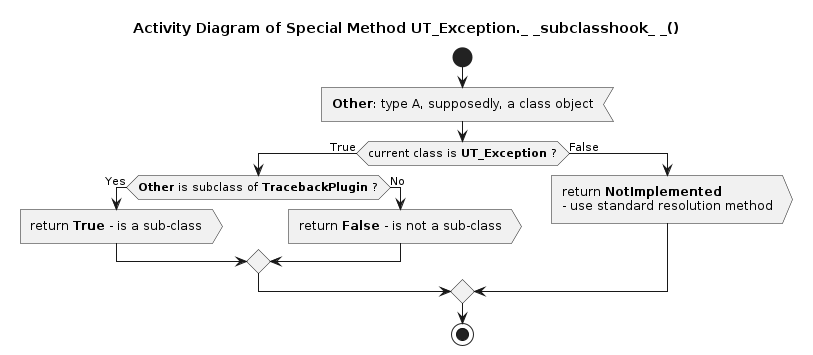 Activity Diagram of Special Method UT_Exception._ _subclasshook_ _()
Other: type A, supposedly, a class object
True
current class is UT_Exception ?
False
Yes
Other is subclass of TracebackPlugin ?
No
return NotImplemented
- use standard resolution method
return True - is a sub-class
return False - is not a sub-class